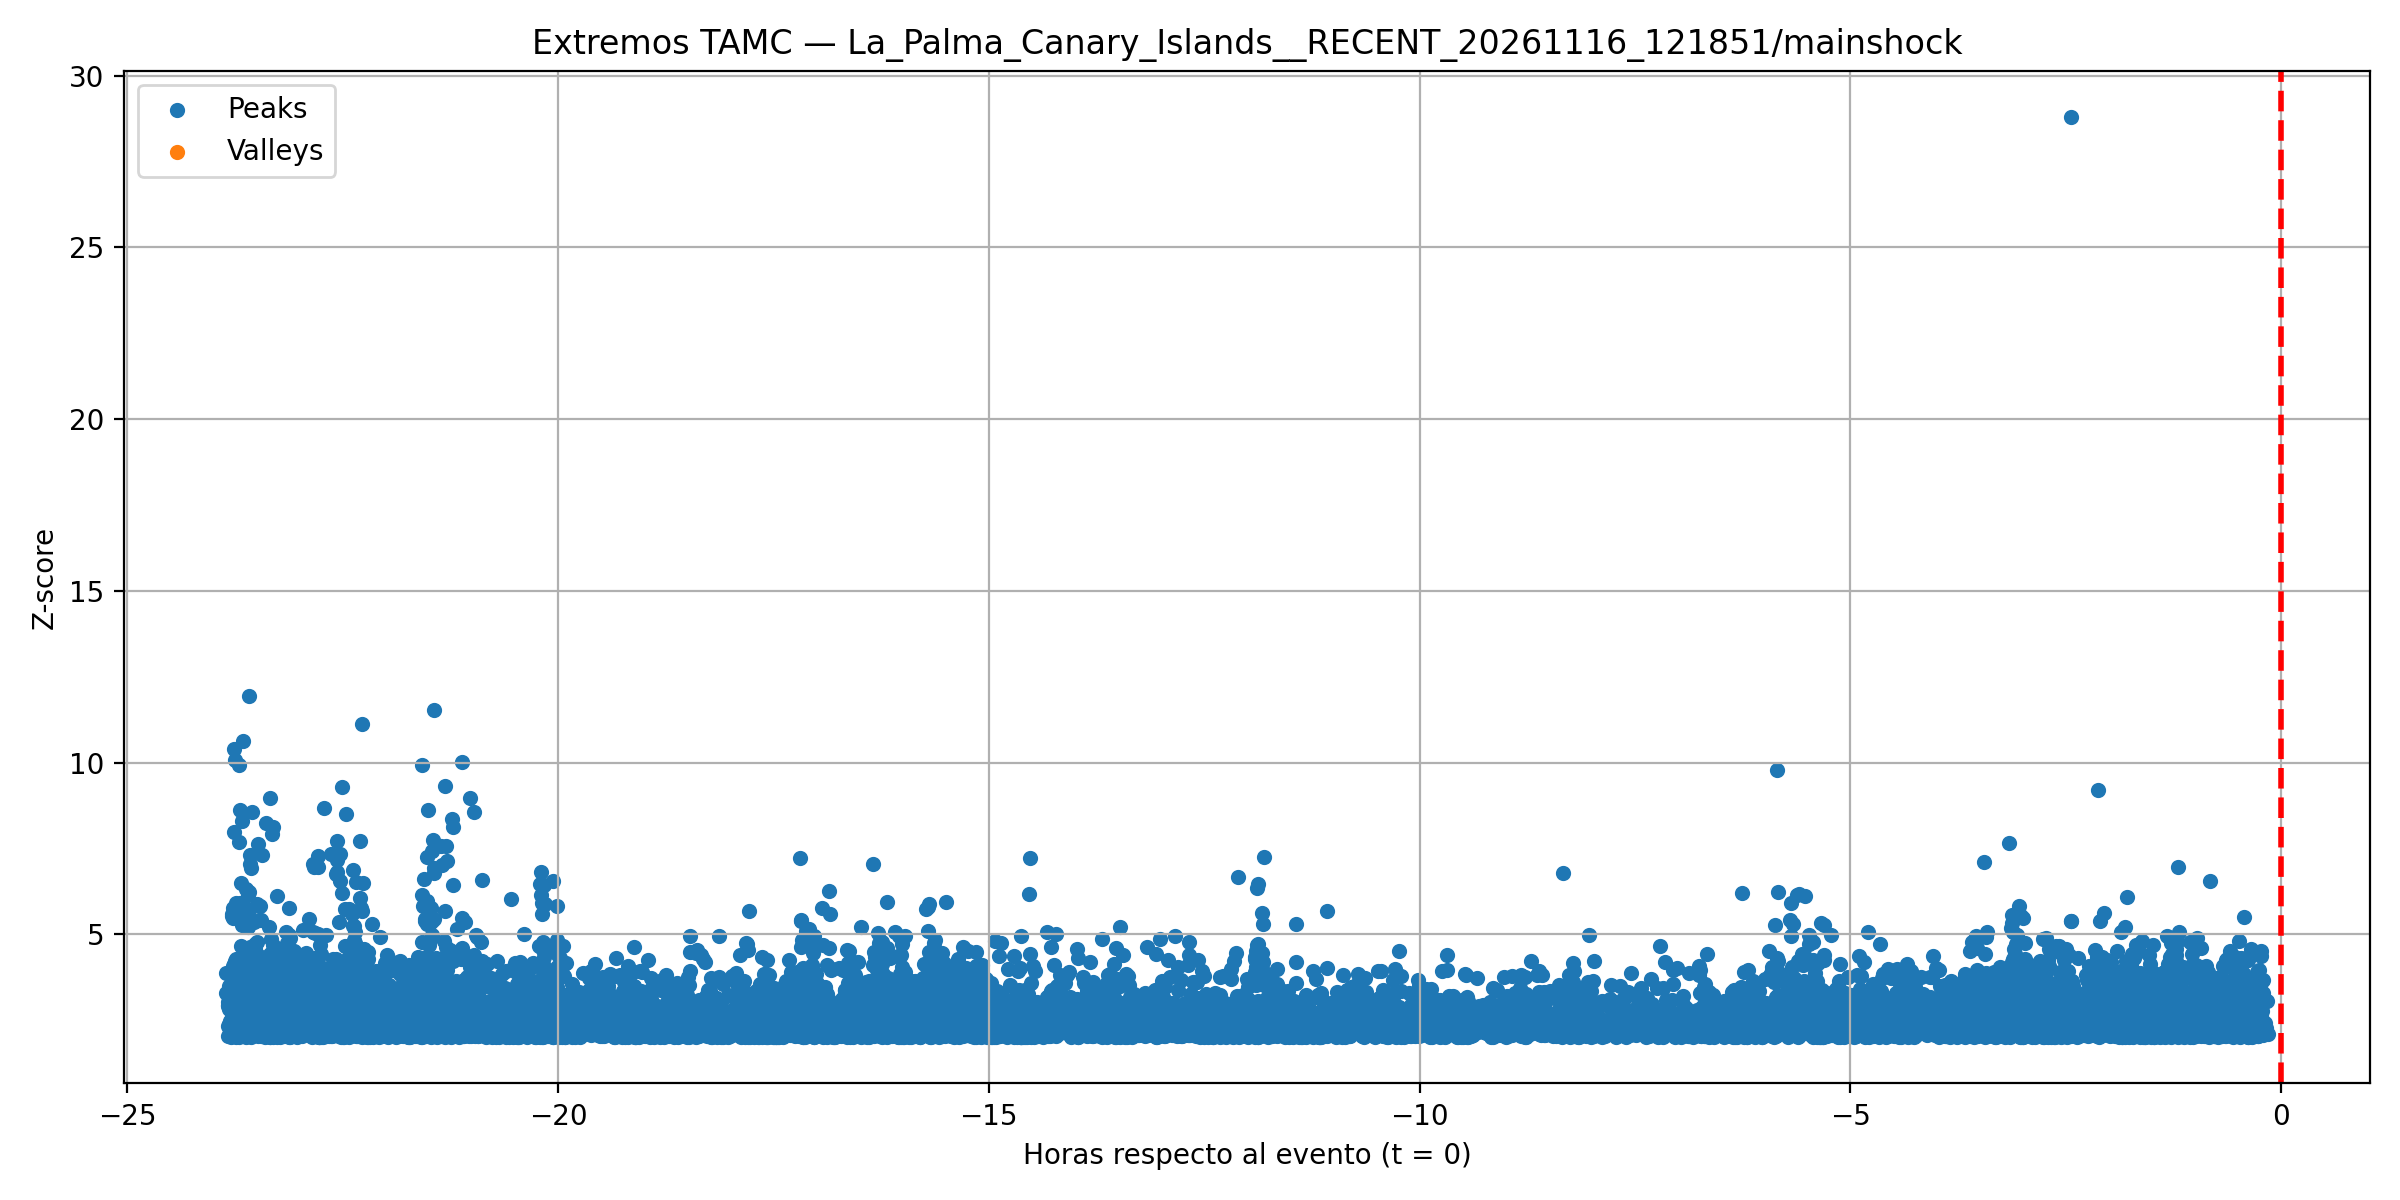 Extremos TAMC — La_Palma_Canary_Islands__RECENT_20261116_121851/mainshock
Peaks
Valleys
30
25
20
15
10
5
Z-score
−25
−20
−15
−10
−5
0
Horas respecto al evento (t = 0)